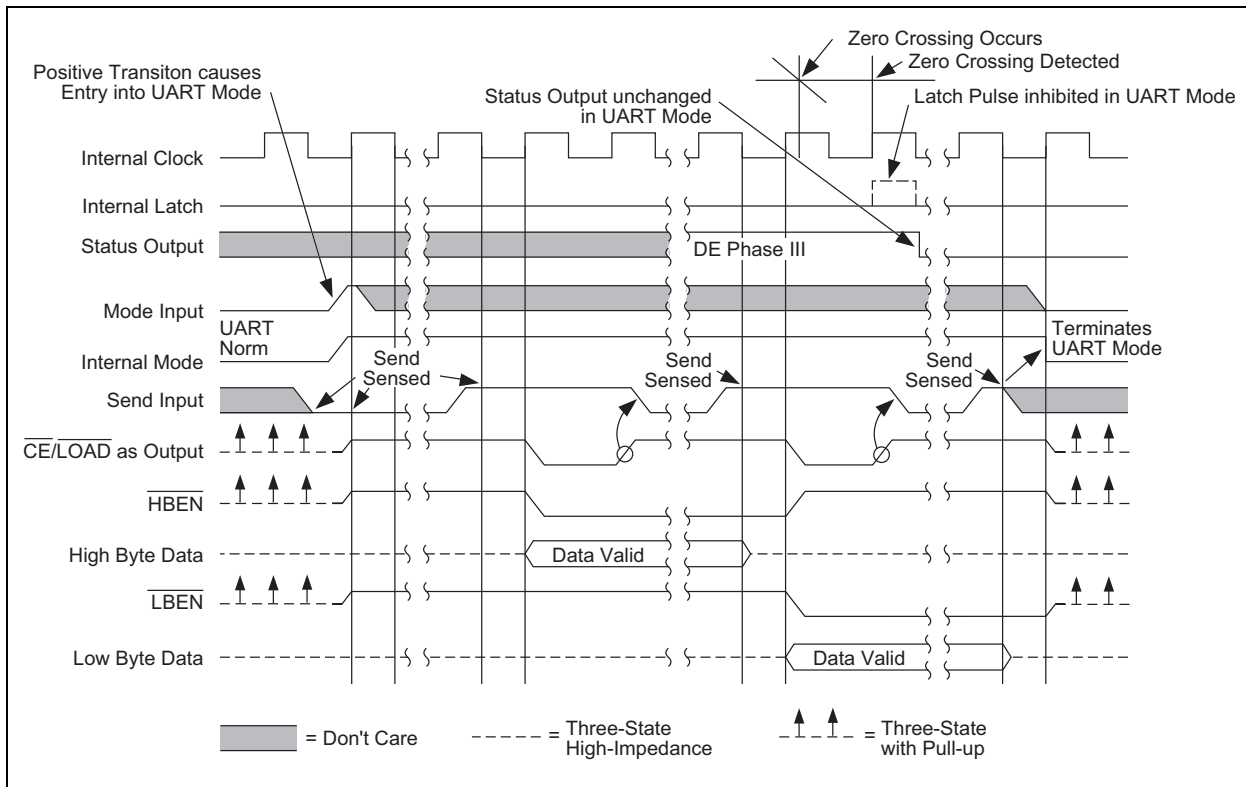 Zero Crossing Occurs
Zero Crossing Detected
Latch Pulse inhibited in UART Mode
Positive Transiton causes
Entry into UART Mode
Status Output unchanged
in UART Mode
Internal Clock
Internal Latch
Status Output
DE Phase III
Mode Input
UART
Norm
Internal Mode
Terminates
UART Mode
Send
Sensed
Send
Sensed
Send
Sensed
Send Input
CE/LOAD as Output
HBEN
High Byte Data
Data Valid
LBEN
Low Byte Data
Data Valid
= Don't Care
= Three-State
High-Impedance
= Three-State
with Pull-up